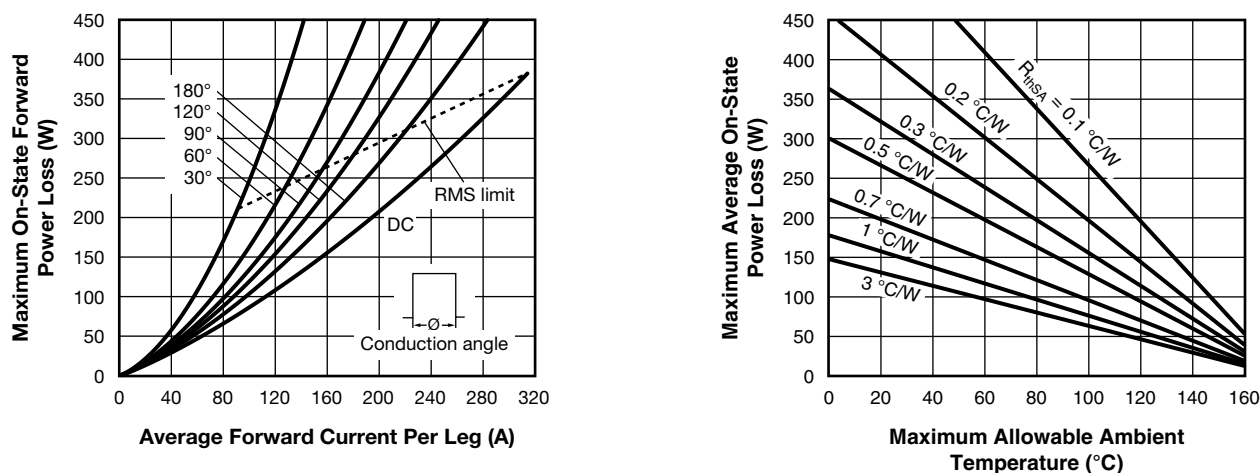 Maximum On-State Forward
Power Loss (W)
450
400
350
300
250
200
150
100
50
0
180°
120°
90°
60°
30°
RMS limit
DC
Ø
Conduction angle
0
40
80
120
160
200
240
280
320
Average Forward Current Per Leg (A)
Maximum Average On-State
Power Loss (W)
450
400
350
300
250
200
150
100
50
0
RthSA = 0.1 °C/W
0.2 °C/W
0.3 °C/W
0.5 °C/W
0.7 °C/W
1 °C/W
3 °C/W
0
20
40
60
80
100
120
140
160
Maximum Allowable Ambient
Temperature (°C)